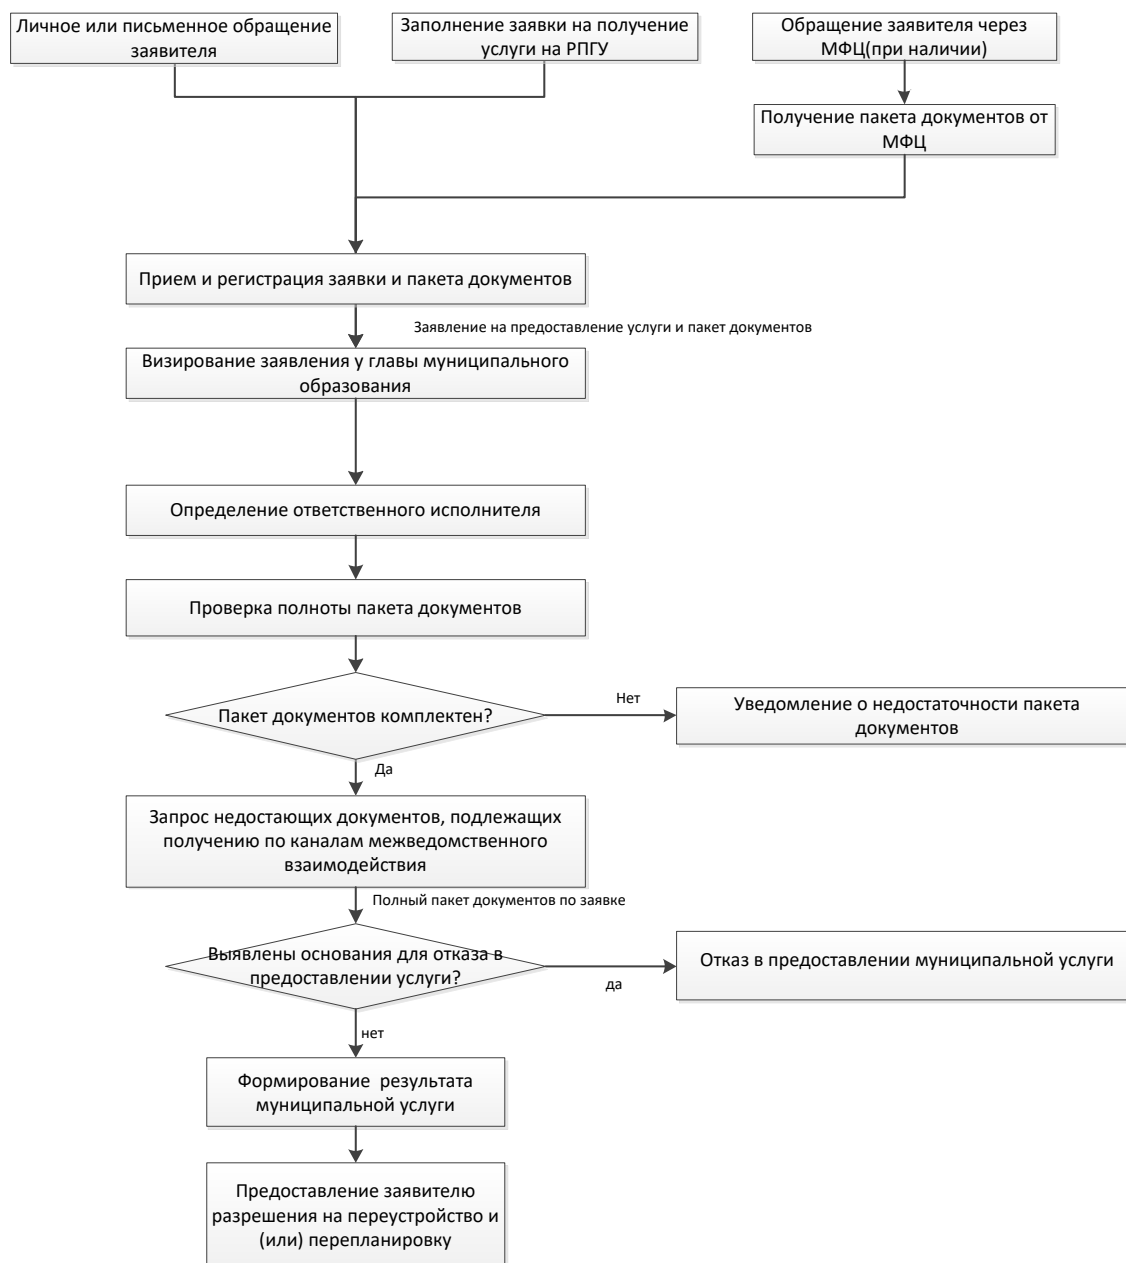 Личное или письменное обращение
заявителя
Заполнение заявки на получение
услуги на РПГУ
Обращение заявителя через
МФЦ(при наличии)
Получение пакета документов от
МФЦ
Прием и регистрация заявки и пакета документов
Заявление на предоставление услуги и пакет документов
Визирование заявления у главы муниципального
образования
Определение ответственного исполнителя
Проверка полноты пакета документов
Пакет документов комплектен?
Нет
Уведомление о недостаточности пакета
документов
Да
Запрос недостающих документов, подлежащих
получению по каналам межведомственного
взаимодействия
Полный пакет документов по заявке
Выявлены основания для отказа в
предоставлении услуги?
да
Отказ в предоставлении муниципальной услуги
нет
Формирование  результата
муниципальной услуги
Предоставление заявителю
разрешения на переустройство и
(или) перепланировку